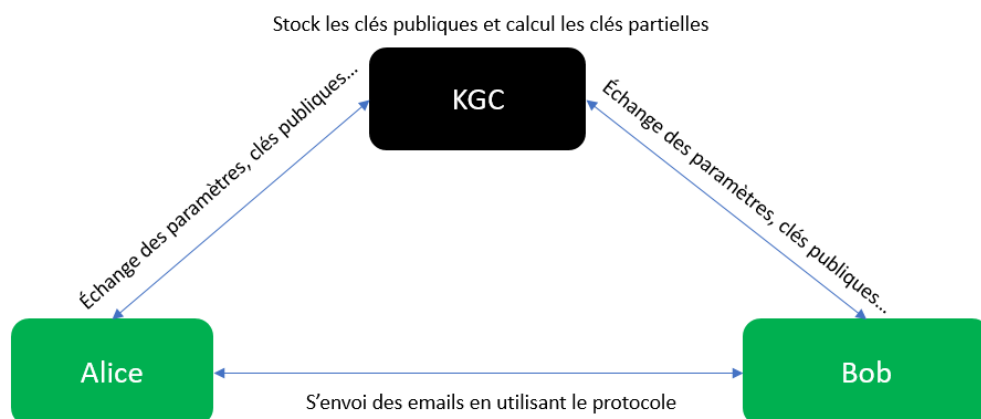 Stock les clés publiques et calcul les clés partielles
KGC
Échange des paramètres, clés publiques...
Échange des paramètres, clés publiques...
Alice
Bob
S’envoi des emails en utilisant le protocole